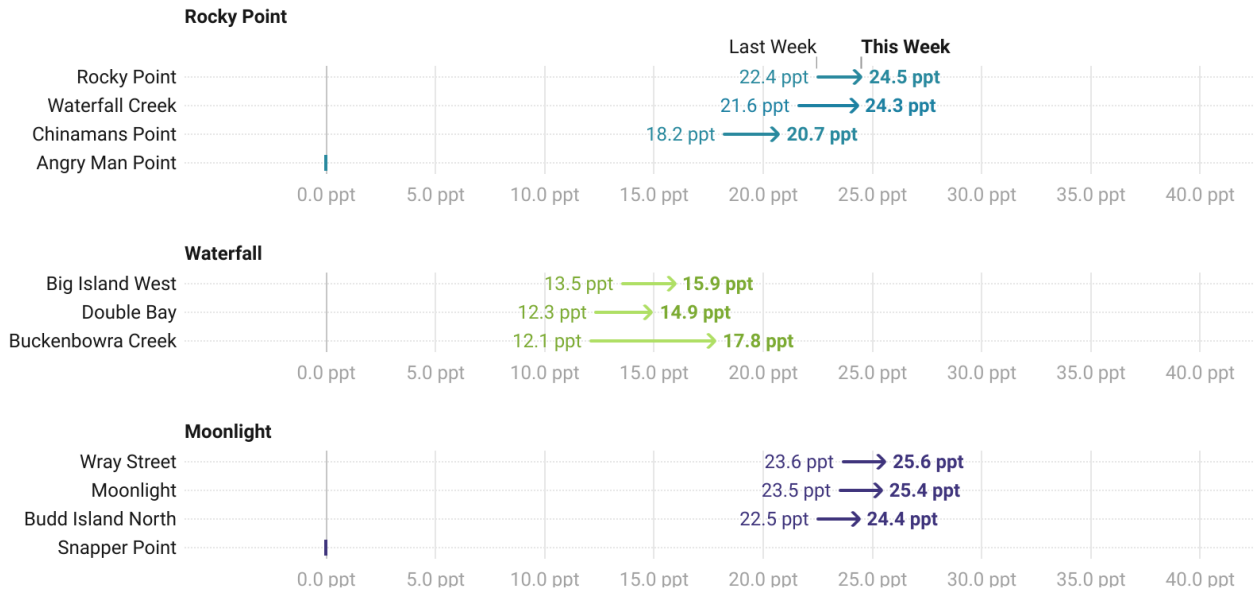 Rocky Point
Last Week This Week
Rocky Point 22.4 ppt 24.5 ppt
Waterfall Creek 21.6 ppt 24.3 ppt
Chinamans Point 18.2 ppt 20.7 ppt
Angry Man Point
0.0 ppt 5.0 ppt 10.0 ppt 15.0 ppt 20.0 ppt 25.0 ppt 30.0 ppt 35.0 ppt 40.0 ppt
Waterfall
Big Island West 13.5 ppt 15.9 ppt
Double Bay 12.3 ppt 14.9 ppt
Buckenbowra Creek 12.1 ppt 17.8 ppt
0.0 ppt 5.0 ppt 10.0 ppt 15.0 ppt 20.0 ppt 25.0 ppt 30.0 ppt 35.0 ppt 40.0 ppt
Moonlight
Wray Street 23.6 ppt 25.6 ppt
Moonlight 23.5 ppt 25.4 ppt
Budd Island North 22.5 ppt 24.4 ppt
Snapper Point
0.0 ppt 5.0 ppt 10.0 ppt 15.0 ppt 20.0 ppt 25.0 ppt 30.0 ppt 35.0 ppt 40.0 ppt